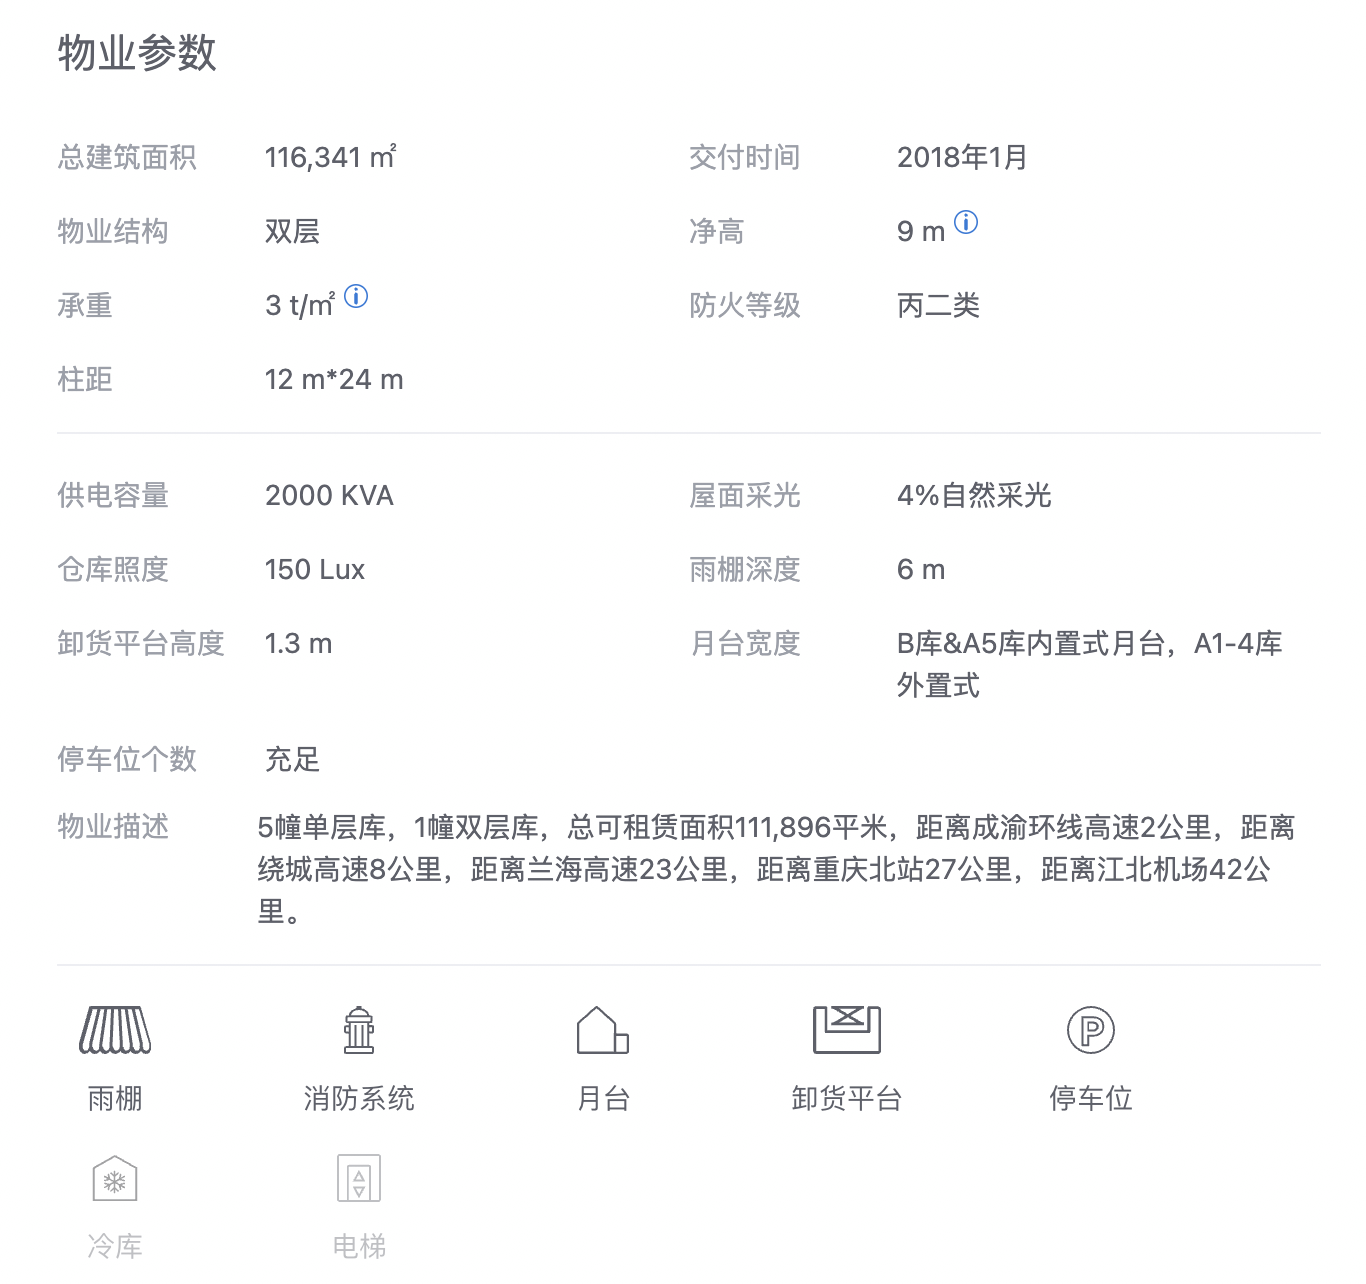 物业参数
总建筑面积 116,341 ㎡ 交付时间 2018年1月
物业结构 双层 净高 9 m
承重 3 t/㎡ 防火等级 丙二类
柱距 12 m*24 m
供电容量 2000 KVA 屋面采光 4%自然采光
仓库照度 150 Lux 雨棚深度 6 m
卸货平台高度 1.3 m 月台宽度 B库&A5库内置式月台，A1-4库
外置式
停车位个数 充足
物业描述 5幢单层库，1幢双层库，总可租赁面积111,896平米，距离成渝环线高速2公里，距离
绕城高速8公里，距离兰海高速23公里，距离重庆北站27公里，距离江北机场42公
里。
雨棚 消防系统 月台 卸货平台 停车位
冷库 电梯